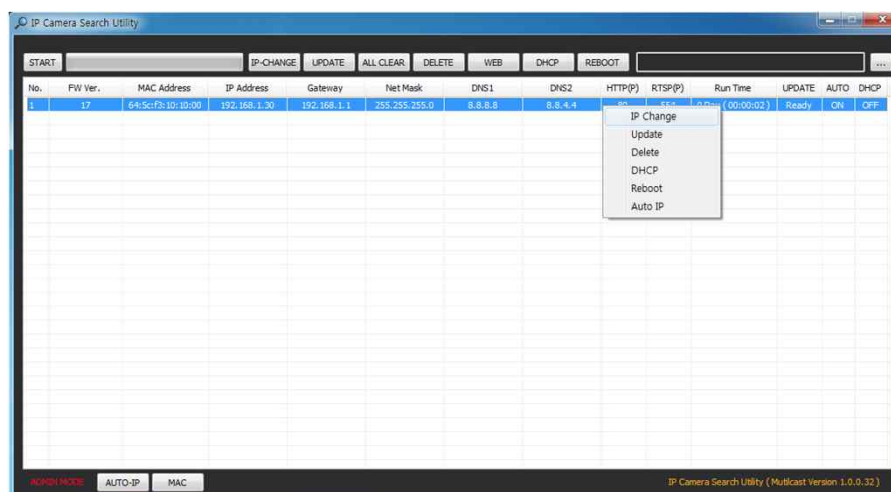 IP Camera Search Utility
START IP-CHANGE UPDATE ALL CLEAR DELETE WEB DHCP REBOOT ...
No. FW Ver. MAC Address IP Address Gateway Net Mask DNS1 DNS2 HTTP(P) RTSP(P) Run Time UPDATE AUTO DHCP
1 17 64:5c:f3:10:10:00 192.168.1.30 192.168.1.1 255.255.255.0 8.8.8.8 8.8.4.4 ( 00:00:02 ) Ready ON OFF
IP Change
Update
Delete
DHCP
Reboot
Auto IP
ADMIN MODE AUTO-IP MAC IP Camera Search Utility ( Mutilcast Version 1.0.0.32 )